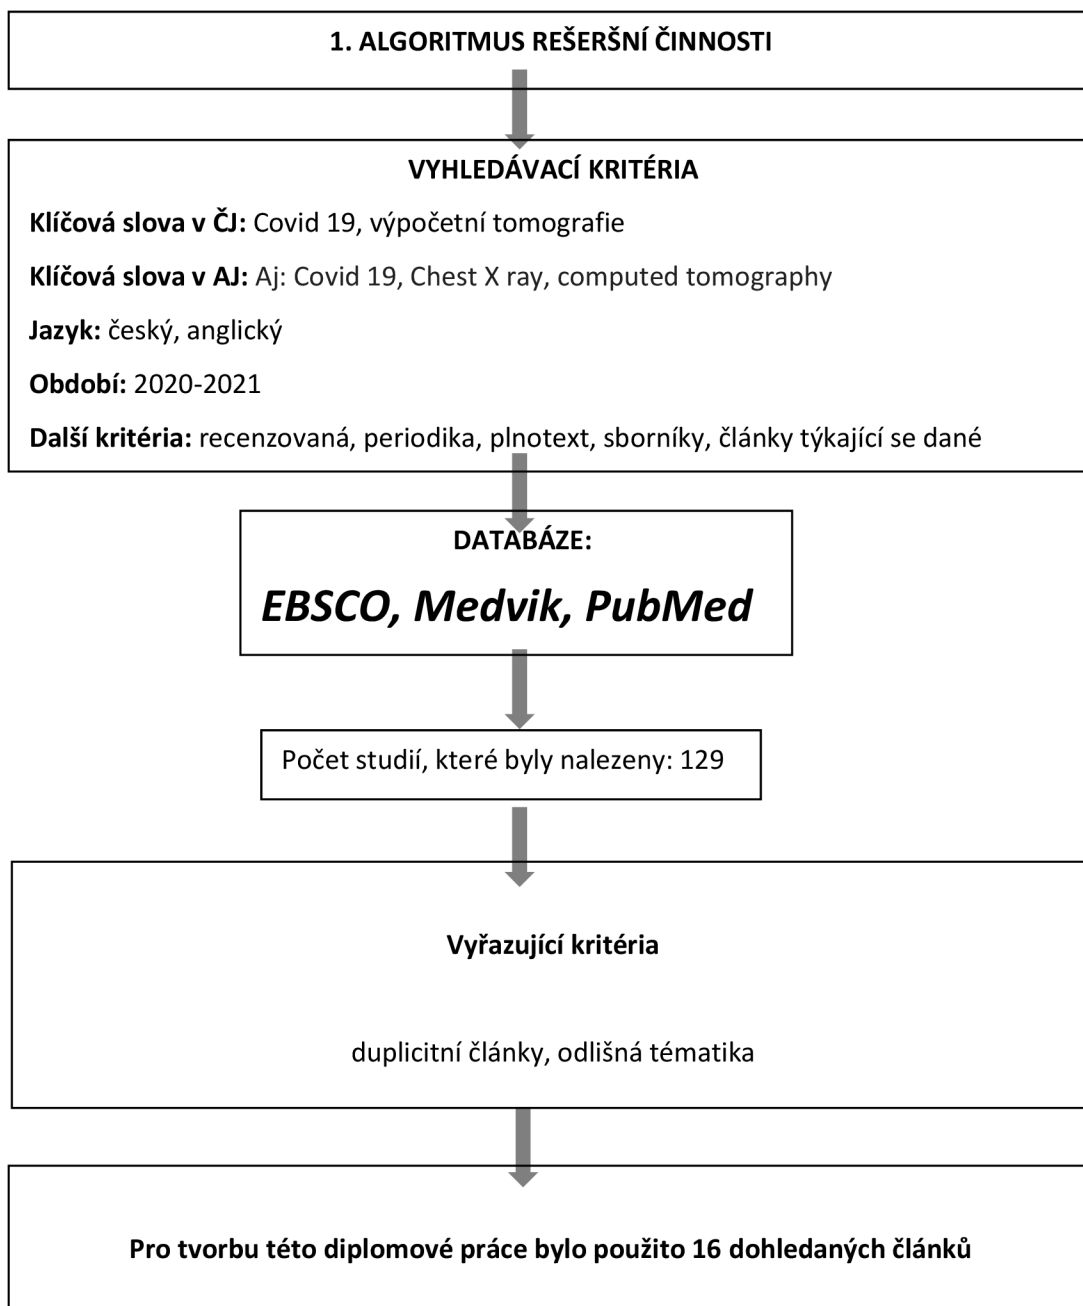 1. ALGORITMUS REŠERŠNÍ ČINNOSTI
VYHLEDÁVACÍ KRITÉRIA
Klíčová slova v ČJ: Covid 19, výpočetní tomografie
Klíčová slova v AJ: Aj: Covid 19, Chest X ray, computed tomography
Jazyk: český, anglický
Období: 2020-2021
Další kritéria: recenzovaná, periodika, plnotext, sborníky, články týkající se dané
DATABÁZE:
EBSCO, Medvik, PubMed
Počet studií, které byly nalezeny: 129
Vyřazující kritéria
duplicitní články, odlišná tématika
Pro tvorbu této diplomové práce bylo použito 16 dohledaných článků